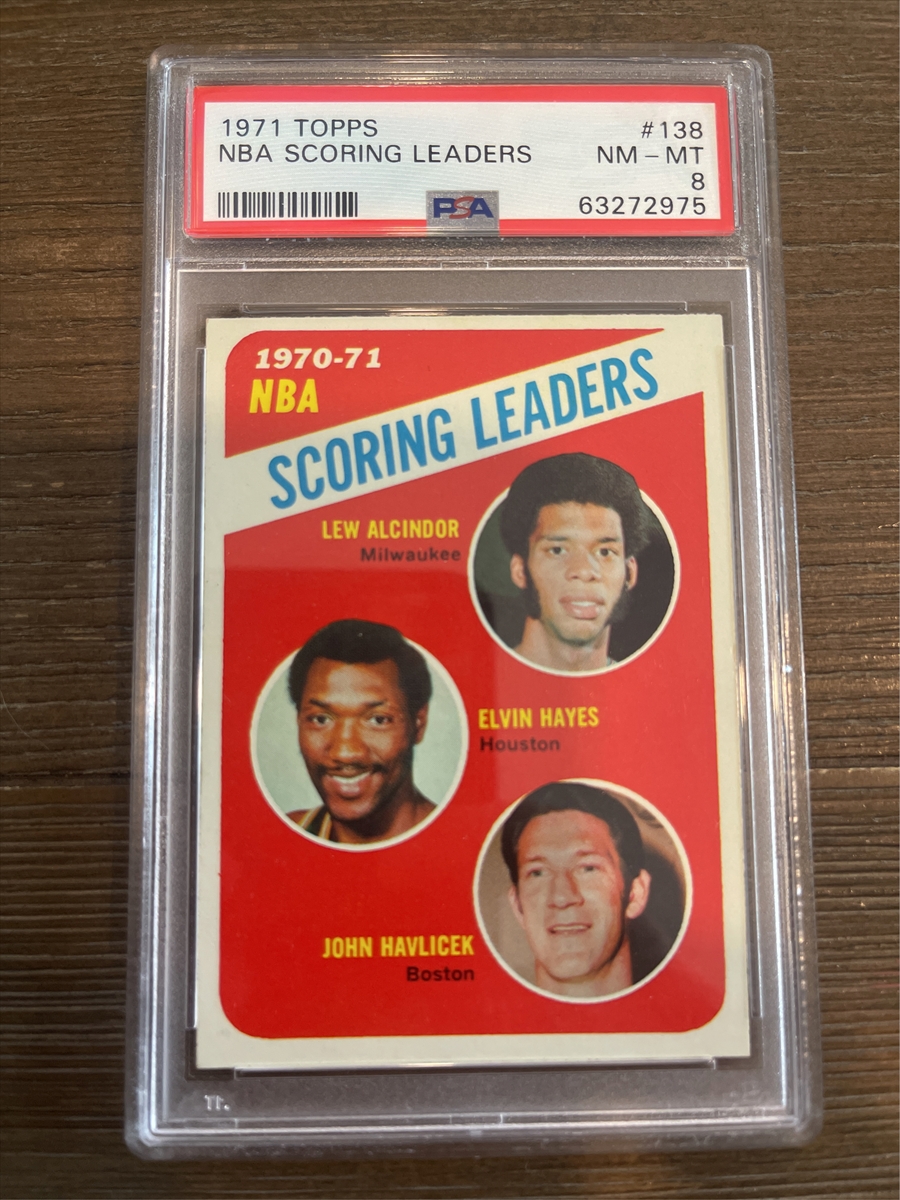 1971 TOPPS #138
NBA SCORING LEADERS NM – MT
8
PSA 63272975
1970-71
NBA
SCORING LEADERS
LEW ALCINDOR
Milwaukee
ELVIN HAYES
Houston
JOHN HAVLICEK
Boston